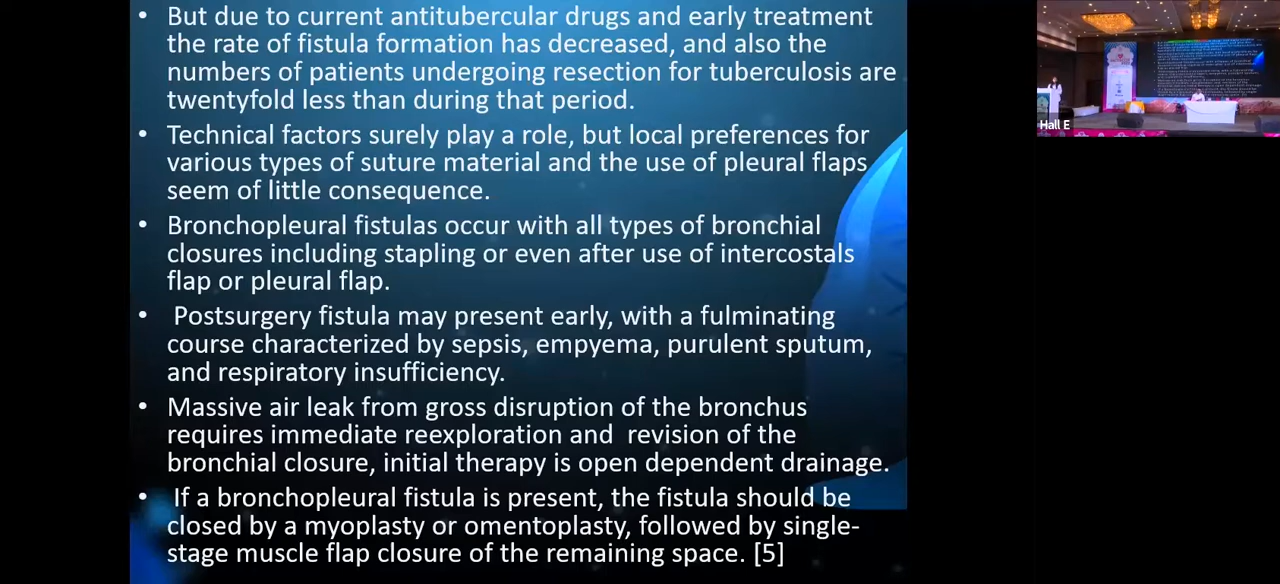 • But due to current antitubercular drugs and early treatment
the rate of fistula formation has decreased, and also the
numbers of patients undergoing resection for tuberculosis are
twentyfold less than during that period.
• Technical factors surely play a role, but local preferences for
various types of suture material and the use of pleural flaps
seem of little consequence.
• Bronchopleural fistulas occur with all types of bronchial
closures including stapling or even after use of intercostals
flap or pleural flap.
• Postsurgery fistula may present early, with a fulminating
course characterized by sepsis, empyema, purulent sputum,
and respiratory insufficiency.
• Massive air leak from gross disruption of the bronchus
requires immediate reexploration and  revision of the
bronchial closure, initial therapy is open dependent drainage.
• If a bronchopleural fistula is present, the fistula should be
closed by a myoplasty or omentoplasty, followed by single-
stage muscle flap closure of the remaining space. [5]
Hall E